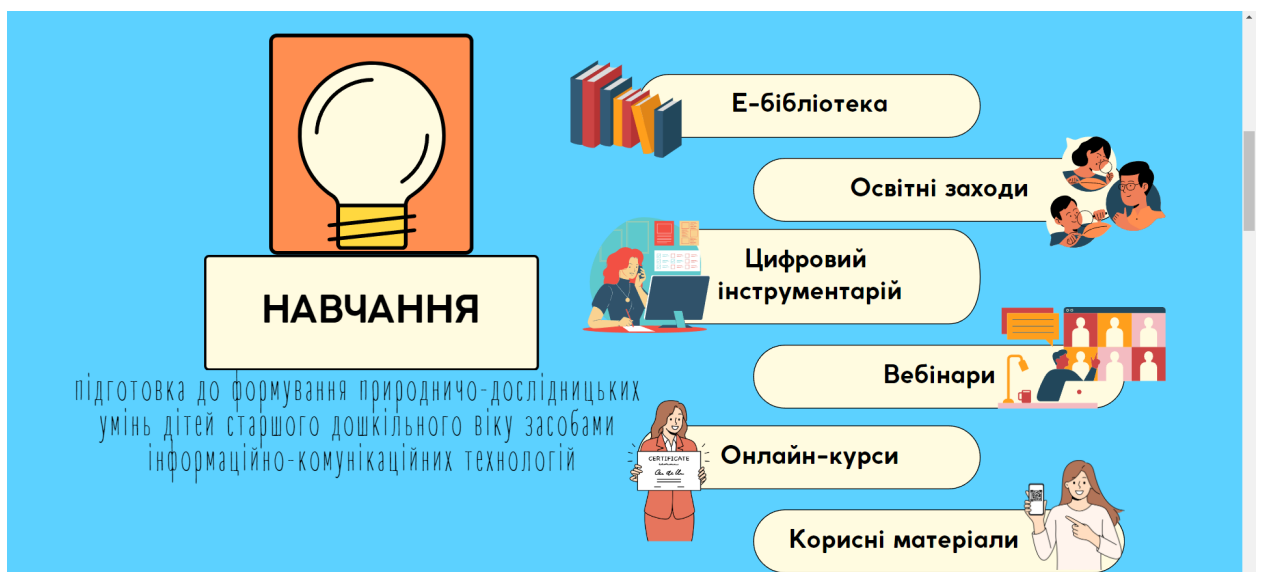 НАВЧАННЯ
підготовка до формування природничо-дослідницьких
умінь дітей старшого дошкільного віку засобами
інформаційно-комунікаційних технологій
Е-бібліотека
Освітні заходи
Цифровий
інструментарій
Вебінари
CERTIFICATE
Онлайн-курси
Корисні матеріали